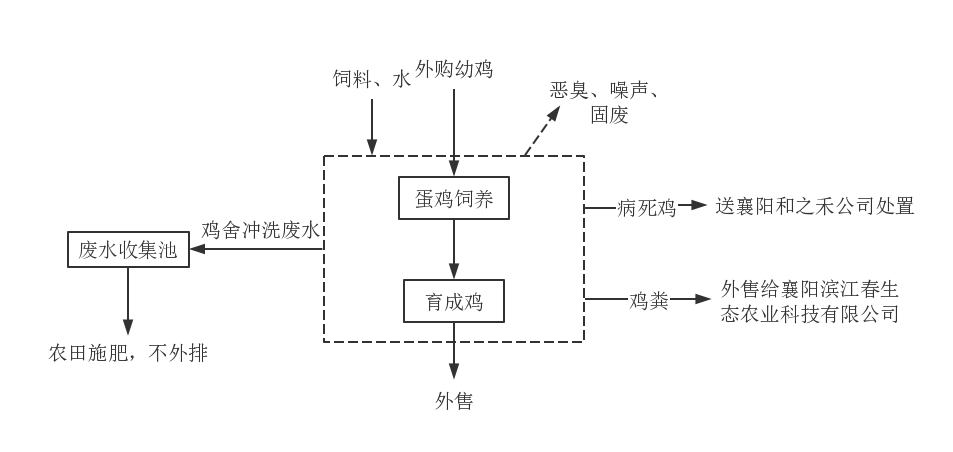 饲料、水
外购幼鸡
恶臭、噪声、
固废
蛋鸡饲养
病死鸡
送襄阳和之禾公司处置
鸡舍冲洗废水
废水收集池
育成鸡
鸡粪
外售给襄阳滨江春生
态农业科技有限公司
农田施肥，不外排
外售